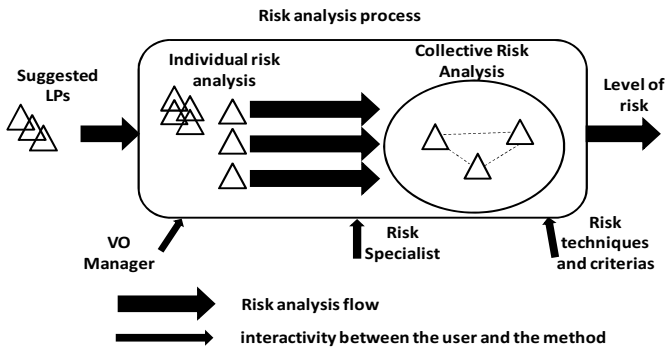 Risk analysis process
Suggested
LPs
Individual risk
analysis
Collective Risk
Analysis
Level of
risk
VO
Manager
Risk
Specialist
Risk
techniques
and criterias
Risk analysis flow
interactivity between the user and the method